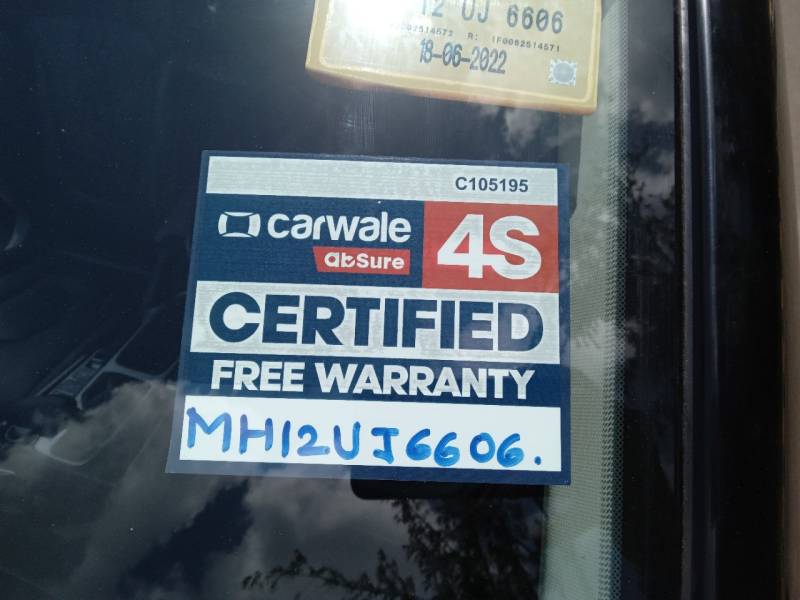 12 UJ 6606
18-06-2022
C105195
carwale
abSure
4S
CERTIFIED
FREE WARRANTY
MH12UJ6606.